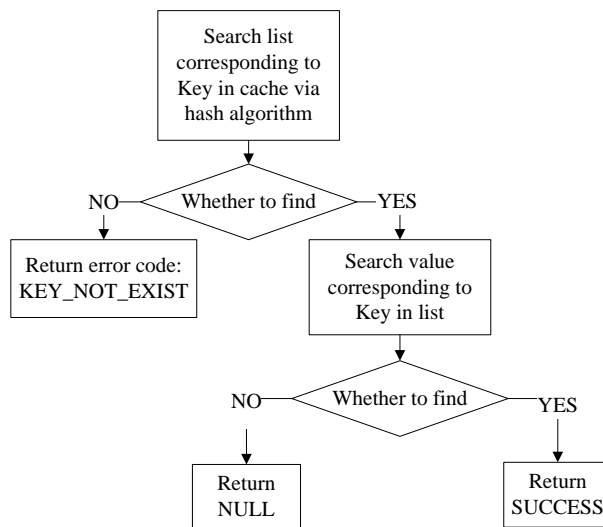 Search list
corresponding to
Key in cache via
hash algorithm
NO
Whether to find
YES
Return error code:
KEY_NOT_EXIST
Search value
corresponding to
Key in list
NO
Whether to find
YES
Return
NULL
Return
SUCCESS